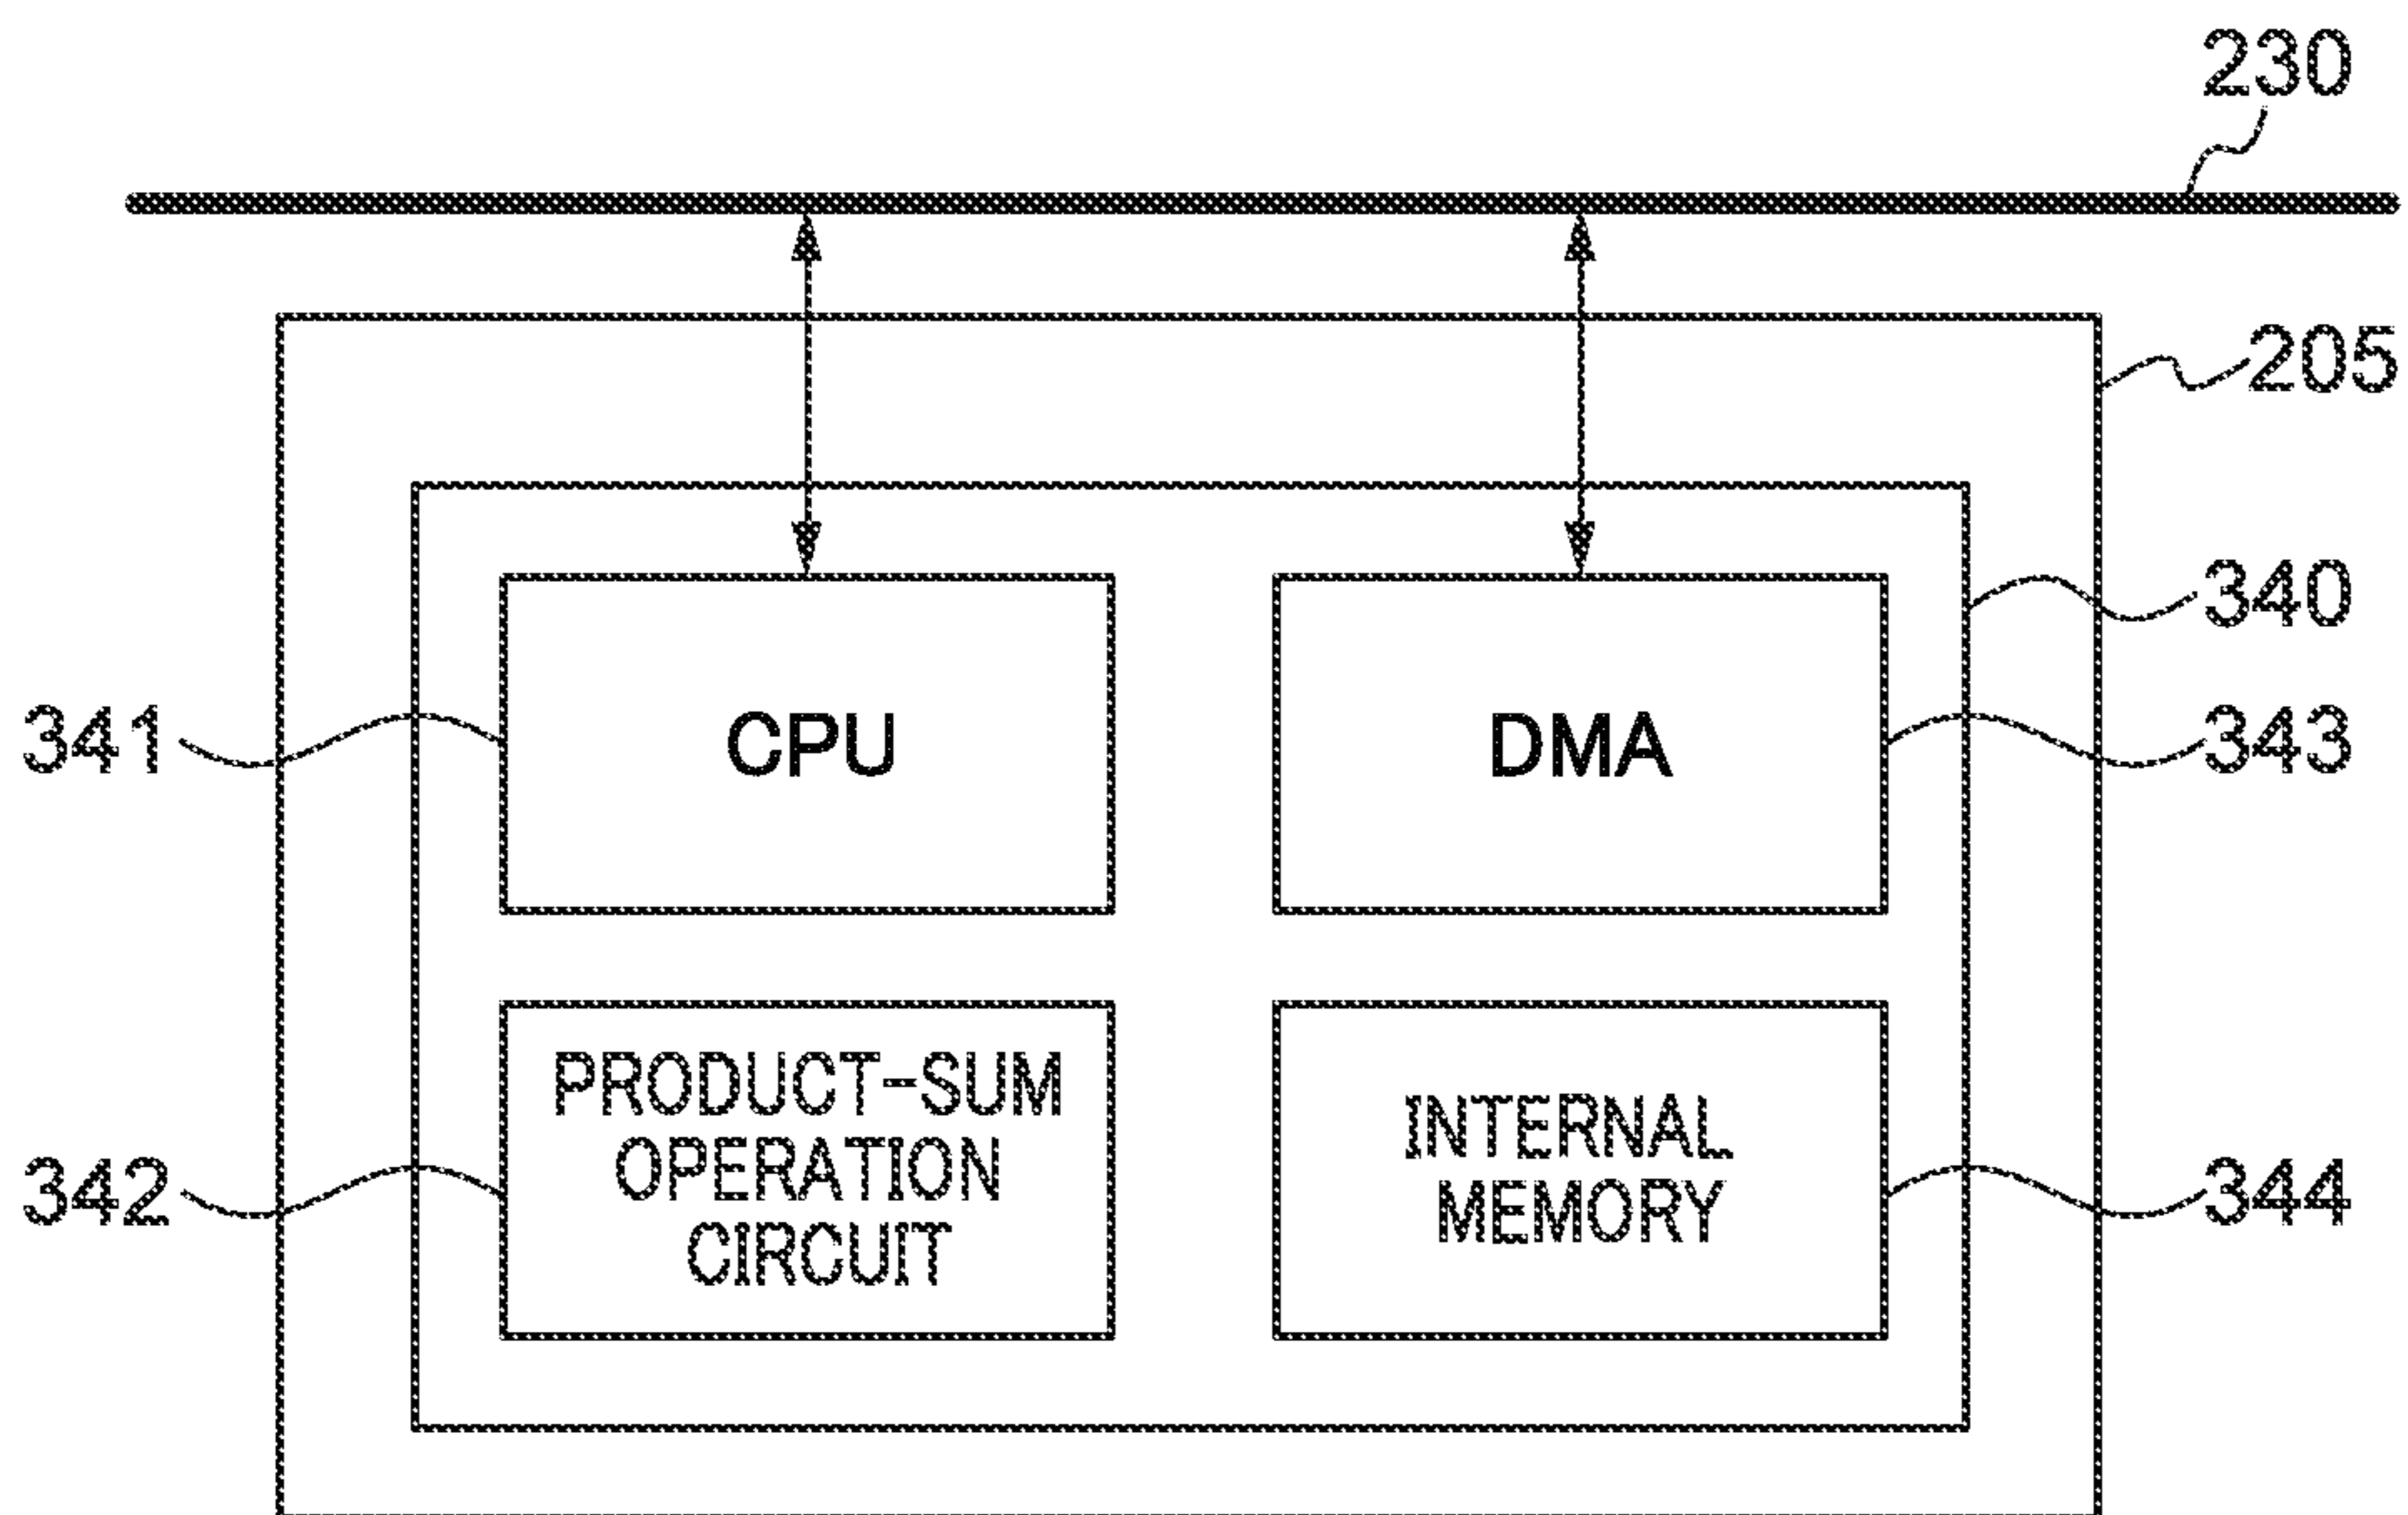 230
205
340
341
CPU
DMA
343
342
PRODUCT-SUM
OPERATION
CIRCUIT
INTERNAL
MEMORY
344